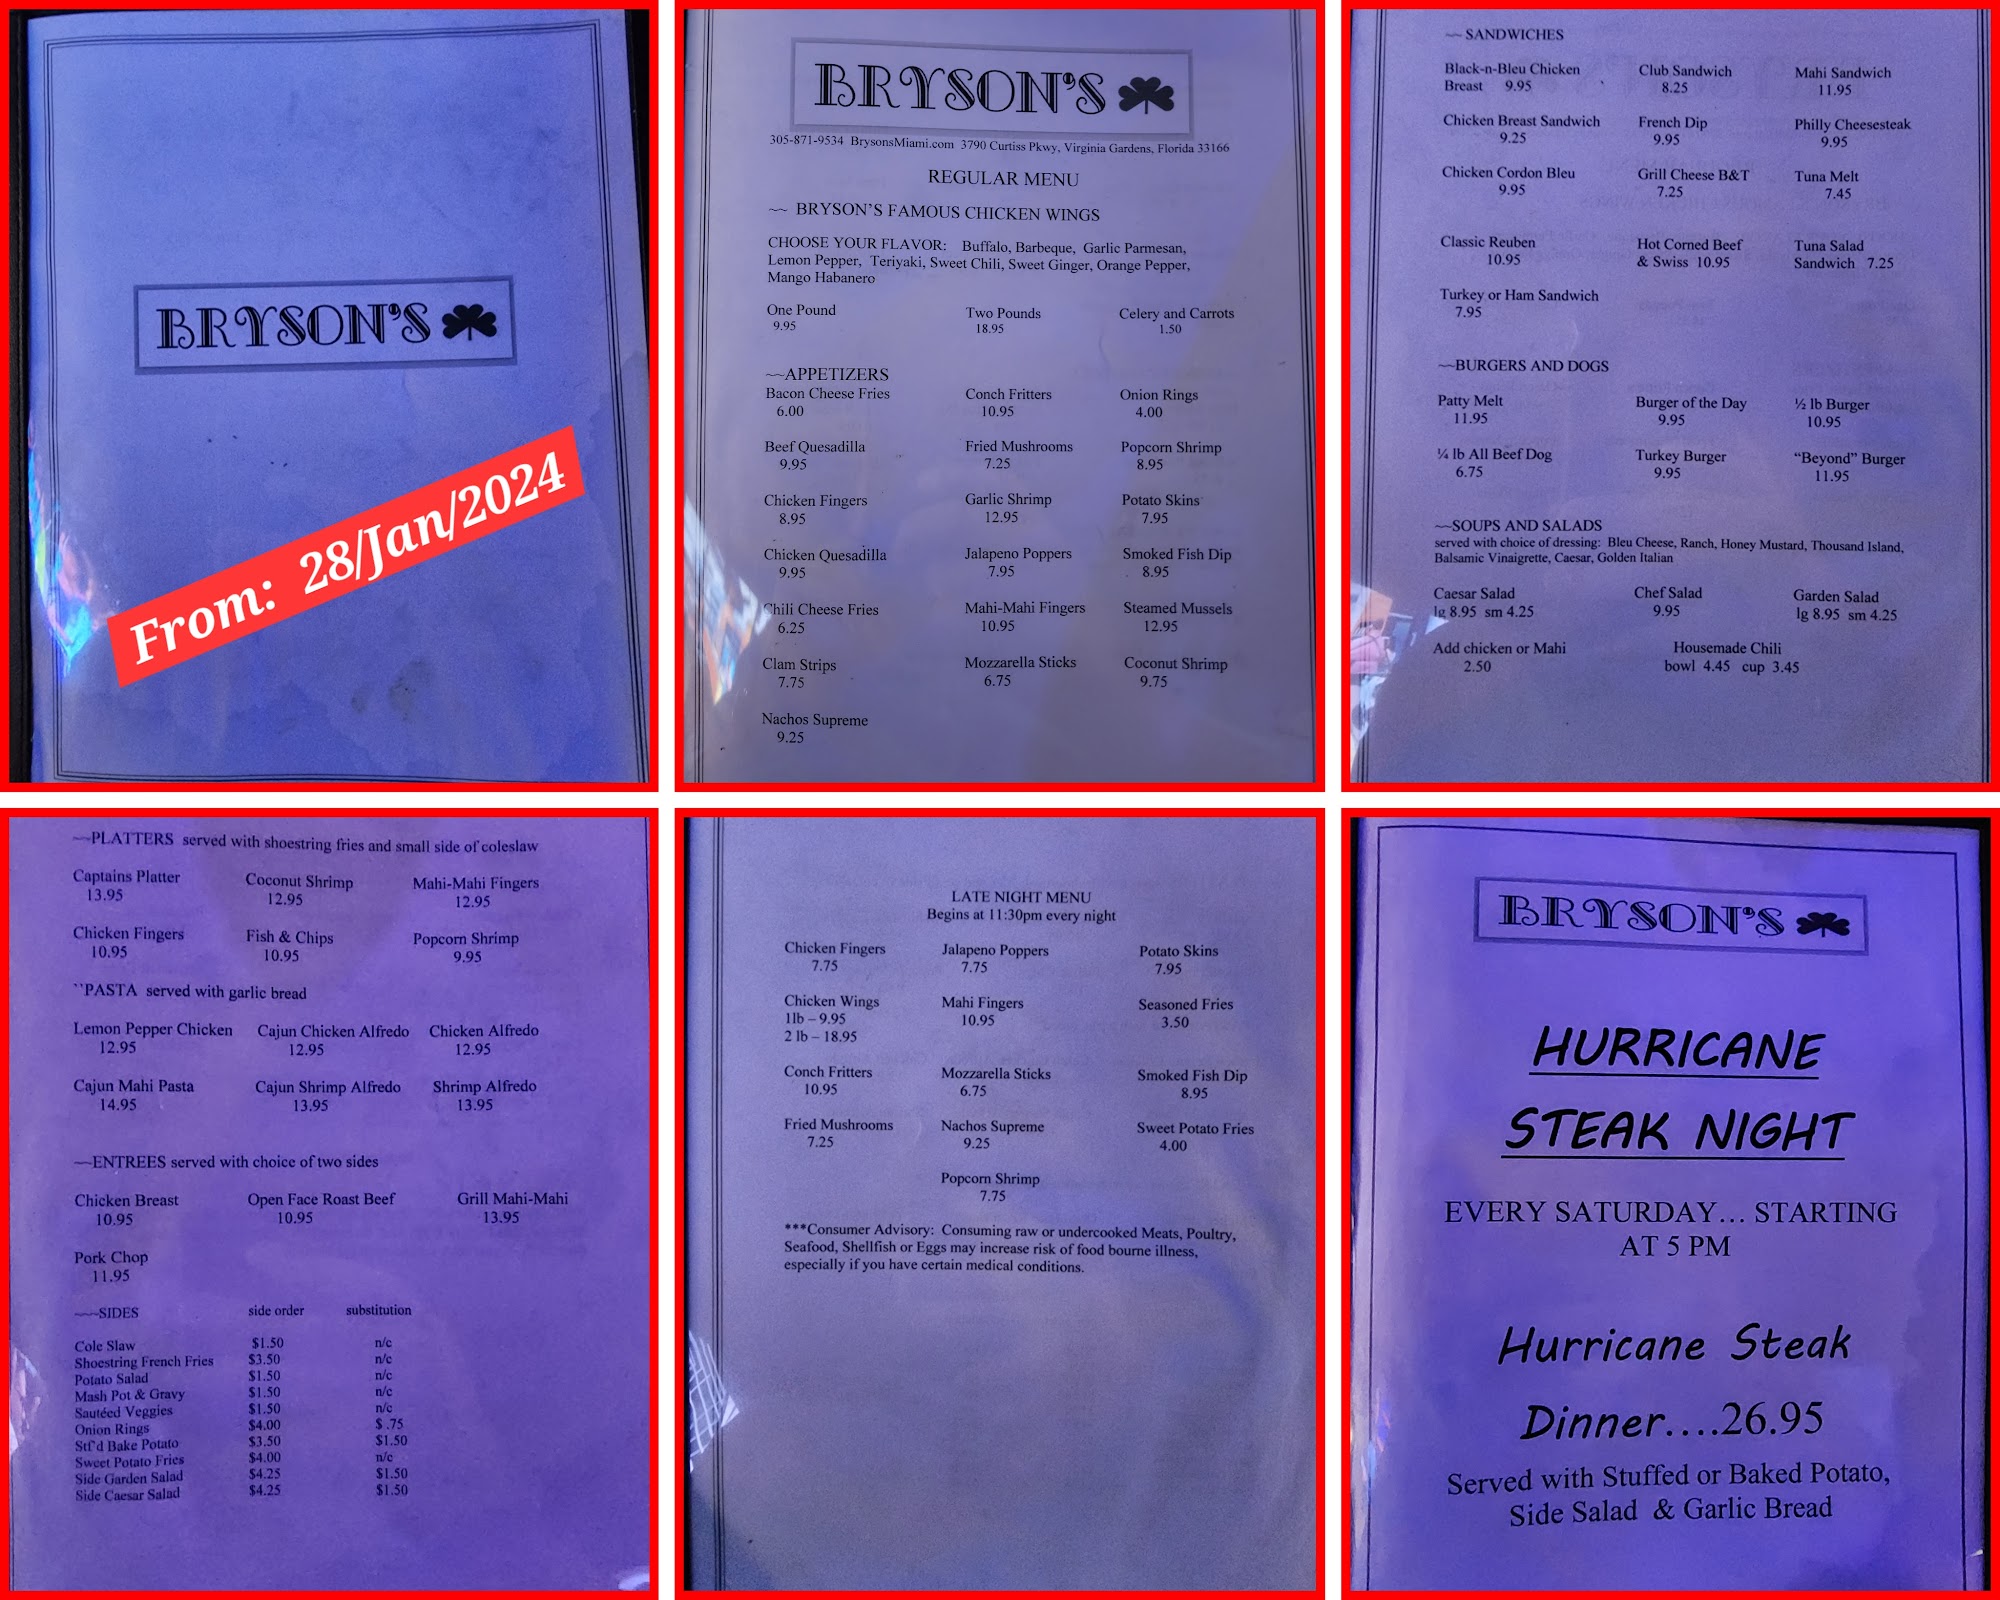 BRYSON'S
From: 28/Jan/2024
BRYSON'S
305-871-9534 BrysonsMiami.com 3790 Curtiss Pkwy, Virginia Gardens, Florida 33166
REGULAR MENU
~~ BRYSON'S FAMOUS CHICKEN WINGS
CHOOSE YOUR FLAVOR: Buffalo, Barbeque, Garlic Parmesan,
Lemon Pepper, Teriyaki, Sweet Chili, Sweet Ginger, Orange Pepper,
Mango Habanero
One Pound Two Pounds Celery and Carrots
9.95 18.95 1.50
~~APPETIZERS
Bacon Cheese Fries Conch Fritters Onion Rings
6.00 10.95 4.00
Beef Quesadilla Fried Mushrooms Popcorn Shrimp
9.95 7.25 8.95
Chicken Fingers Garlic Shrimp Potato Skins
8.95 12.95 7.95
Chicken Quesadilla Jalapeno Poppers Smoked Fish Dip
9.95 7.95 8.95
Chili Cheese Fries Mahi-Mahi Fingers Steamed Mussels
6.25 10.95 12.95
Clam Strips Mozzarella Sticks Coconut Shrimp
7.75 6.75 9.75
Nachos Supreme
9.25
~~ SANDWICHES
Black-n-Bleu Chicken Club Sandwich Mahi Sandwich
Breast 9.95 8.25 11.95
Chicken Breast Sandwich French Dip Philly Cheesesteak
9.25 9.95 9.95
Chicken Cordon Bleu Grill Cheese B&T Tuna Melt
9.95 7.25 7.45
Classic Reuben Hot Corned Beef Tuna Salad
10.95 & Swiss 10.95 Sandwich 7.25
Turkey or Ham Sandwich
7.95
~~BURGERS AND DOGS
Patty Melt Burger of the Day ½ lb Burger
11.95 9.95 10.95
¼ lb All Beef Dog Turkey Burger “Beyond” Burger
6.75 9.95 11.95
~~SOUPS AND SALADS
served with choice of dressing: Bleu Cheese, Ranch, Honey Mustard, Thousand Island,
Balsamic Vinaigrette, Caesar, Golden Italian
Caesar Salad Chef Salad Garden Salad
lg 8.95 sm 4.25 9.95 lg 8.95 sm 4.25
Add chicken or Mahi Housemade Chili
2.50 bowl 4.45 cup 3.45
~~PLATTERS served with shoestring fries and small side of coleslaw
Captains Platter Coconut Shrimp Mahi-Mahi Fingers
13.95 12.95 12.95
Chicken Fingers Fish & Chips Popcorn Shrimp
10.95 10.95 9.95
``PASTA served with garlic bread
Lemon Pepper Chicken Cajun Chicken Alfredo Chicken Alfredo
12.95 12.95 12.95
Cajun Mahi Pasta Cajun Shrimp Alfredo Shrimp Alfredo
14.95 13.95 13.95
~~ENTREES served with choice of two sides
Chicken Breast Open Face Roast Beef Grill Mahi-Mahi
10.95 10.95 13.95
Pork Chop
11.95
~~~SIDES side order substitution
Cole Slaw $1.50 n/c
Shoestring French Fries $3.50 n/c
Potato Salad $1.50 n/c
Mash Pot & Gravy $1.50 n/c
Sautéed Veggies $1.50 n/c
Onion Rings $4.00 $ .75
Stf'd Bake Potato $3.50 $1.50
Sweet Potato Fries $4.00 n/c
Side Garden Salad $4.25 $1.50
Side Caesar Salad $4.25 $1.50
LATE NIGHT MENU
Begins at 11:30pm every night
Chicken Fingers Jalapeno Poppers Potato Skins
7.75 7.75 7.95
Chicken Wings Mahi Fingers Seasoned Fries
1lb – 9.95 10.95 3.50
2 lb – 18.95
Conch Fritters Mozzarella Sticks Smoked Fish Dip
10.95 6.75 8.95
Fried Mushrooms Nachos Supreme Sweet Potato Fries
7.25 9.25 4.00
Popcorn Shrimp
7.75
***Consumer Advisory: Consuming raw or undercooked Meats, Poultry,
Seafood, Shellfish or Eggs may increase risk of food bourne illness,
especially if you have certain medical conditions.
BRYSON'S
HURRICANE
STEAK NIGHT
EVERY SATURDAY… STARTING
AT 5 PM
Hurricane Steak
Dinner....26.95
Served with Stuffed or Baked Potato,
Side Salad & Garlic Bread